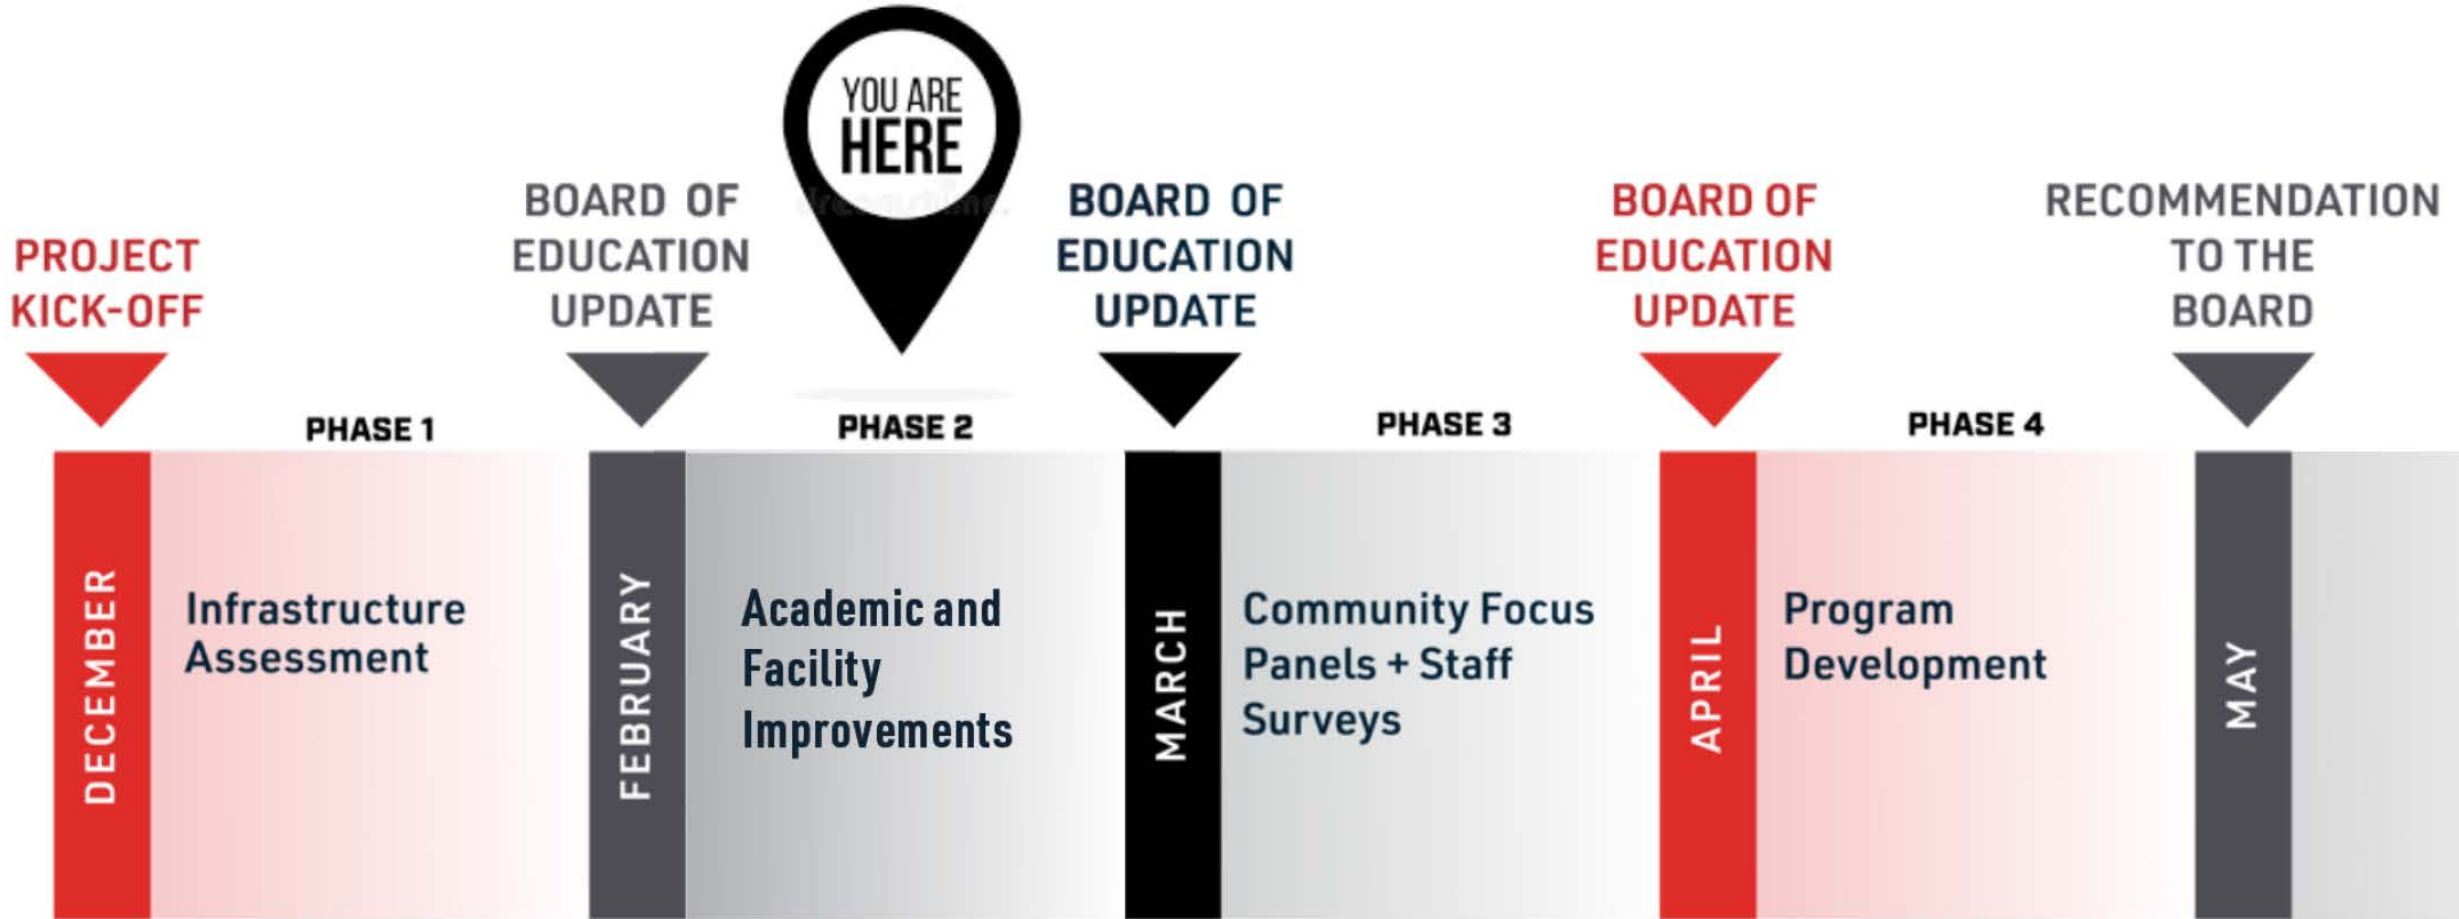 YOU ARE
HERE
PROJECT
KICK-OFF
BOARD OF
EDUCATION
UPDATE
BOARD OF
EDUCATION
UPDATE
BOARD OF
EDUCATION
UPDATE
RECOMMENDATION
TO THE
BOARD
PHASE 1
PHASE 2
PHASE 3
PHASE 4
DECEMBER
Infrastructure
Assessment
FEBRUARY
Academic and
Facility
Improvements
MARCH
Community Focus
Panels + Staff
Surveys
APRIL
Program
Development
MAY